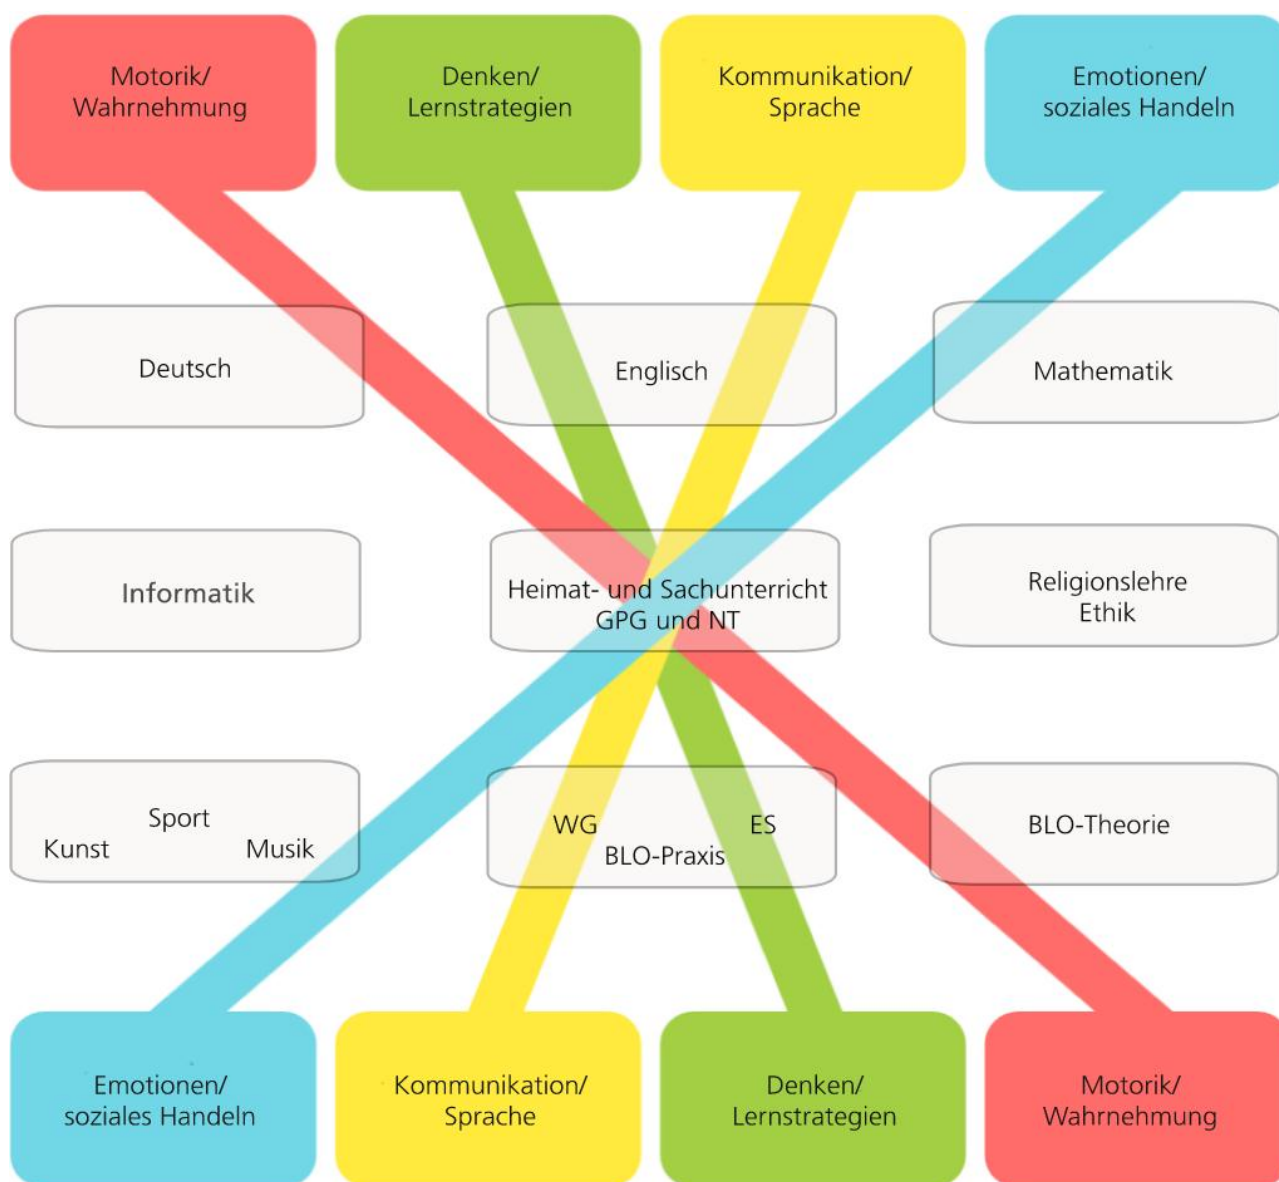 Motorik/
Wahrnehmung
Denken/
Lernstrategien
Kommunikation/
Sprache
Emotionen/
soziales Handeln
Deutsch
Englisch
Mathematik
Informatik
Heimat- und Sachunterricht
GPG und NT
Religionslehre
Ethik
Sport
Kunst Musik
WG ES
BLO-Praxis
BLO-Theorie
Emotionen/
soziales Handeln
Kommunikation/
Sprache
Denken/
Lernstrategien
Motorik/
Wahrnehmung